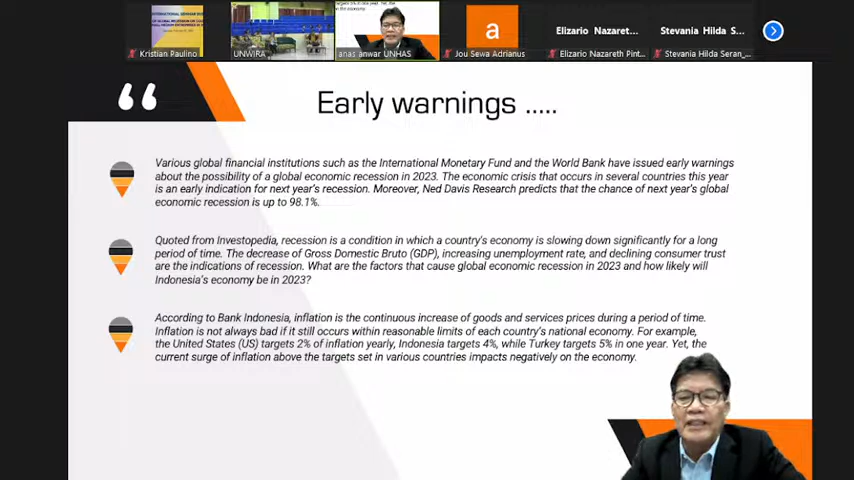 Kristian Paulino
UNWIRA
anas anwar UNHAS
a
Jou Sewa Adrianus
Elizario Nazaret...
Elizario Nazareth Pint...
Stevania Hilda S...
Stevania Hilda Seran_...
Early warnings .....
Various global financial institutions such as the International Monetary Fund and the World Bank have issued early warnings
about the possibility of a global economic recession in 2023. The economic crisis that occurs in several countries this year
is an early indication for next year's recession. Moreover, Ned Davis Research predicts that the chance of next year's global
economic recession is up to 98.1%.
Quoted from Investopedia, recession is a condition in which a country's economy is slowing down significantly for a long
period of time. The decrease of Gross Domestic Bruto (GDP), increasing unemployment rate, and declining consumer trust
are the indications of recession. What are the factors that cause global economic recession in 2023 and how likely will
Indonesia's economy be in 2023?
According to Bank Indonesia, inflation is the continuous increase of goods and services prices during a period of time.
Inflation is not always bad if it still occurs within reasonable limits of each country's national economy. For example,
the United States (US) targets 2% of inflation yearly, Indonesia targets 4%, while Turkey targets 5% in one year. Yet, the
current surge of inflation above the targets set in various countries impacts negatively on the economy.